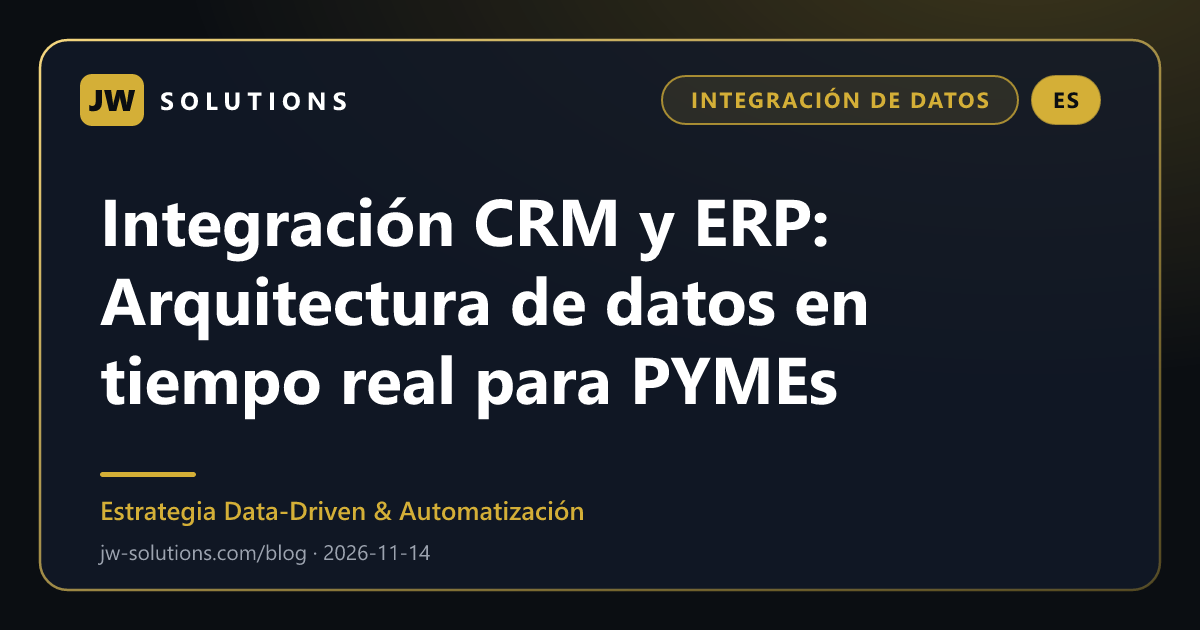 JW SOLUTIONS
INTEGRACIÓN DE DATOS
ES
Integración CRM y ERP:
Arquitectura de datos en
tiempo real para PYMEs
Estrategia Data-Driven & Automatización
jw-solutions.com/blog · 2026-11-14